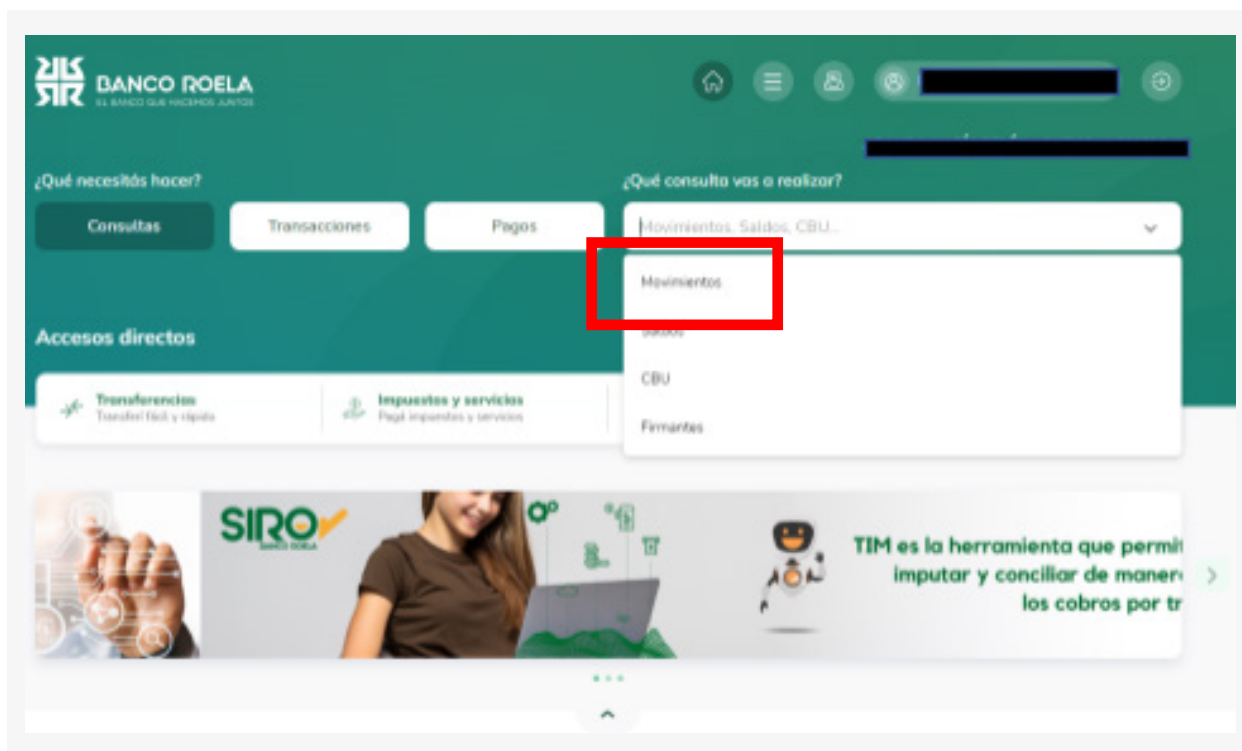 BANCO ROELA
EL BANCO QUE HACEMOS JUNTOS
¿Qué necesitás hacer?
¿Qué consulta vas a realizar?
Consultas
Transacciones
Pagos
Movimientos, Saldos, CBU...
Movimientos
Saldos
CBU
Firmantes
Accesos directos
Transferencias
Transferí fácil y rápido
Impuestos y servicios
Pagá impuestos y servicios
SIRO
BANCO ROELA
TIM es la herramienta que permit
imputar y conciliar de maner
los cobros por tr